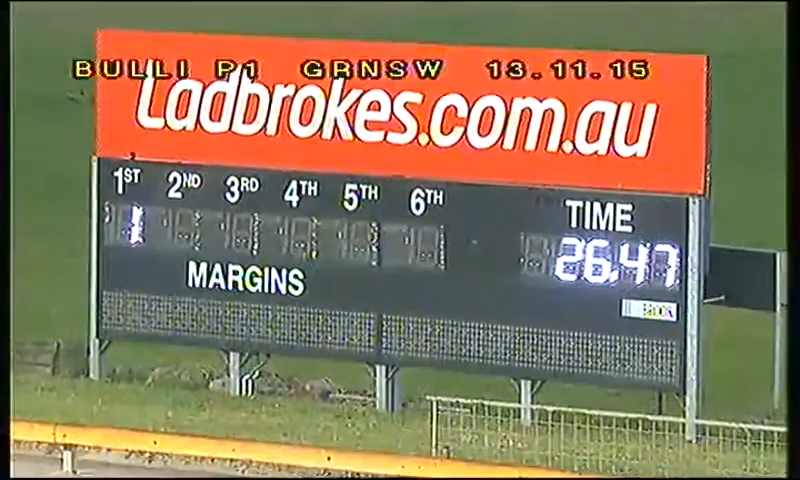 BULLI P1 GRNSW 13.11.15
Ladbrokes.com.au
1ST 2ND 3RD 4TH 5TH 6TH TIME
1 26.47
MARGINS